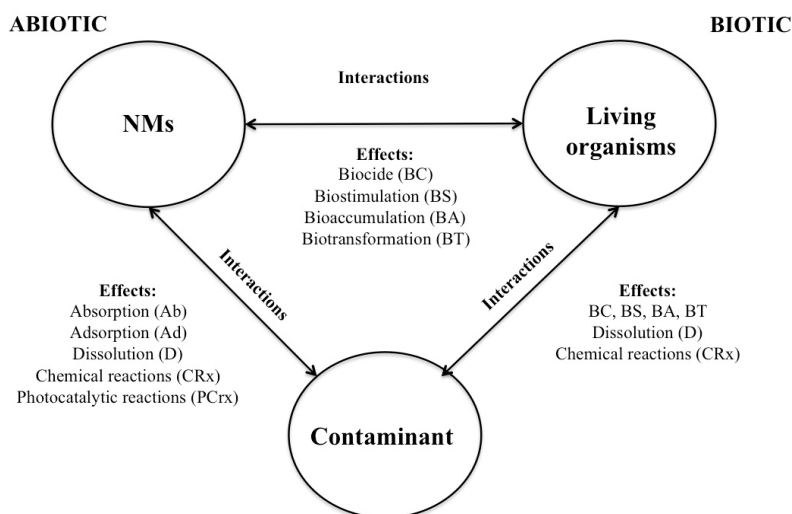 ABIOTIC
BIOTIC
Interactions
NMs
Living
organisms
Effects:
Biocide (BC)
Biostimulation (BS)
Bioaccumulation (BA)
Biotransformation (BT)
Interactions
Interactions
Effects:
Absorption (Ab)
Adsorption (Ad)
Dissolution (D)
Chemical reactions (CRx)
Photocatalytic reactions (PCrx)
Effects:
BC, BS, BA, BT
Dissolution (D)
Chemical reactions (CRx)
Contaminant